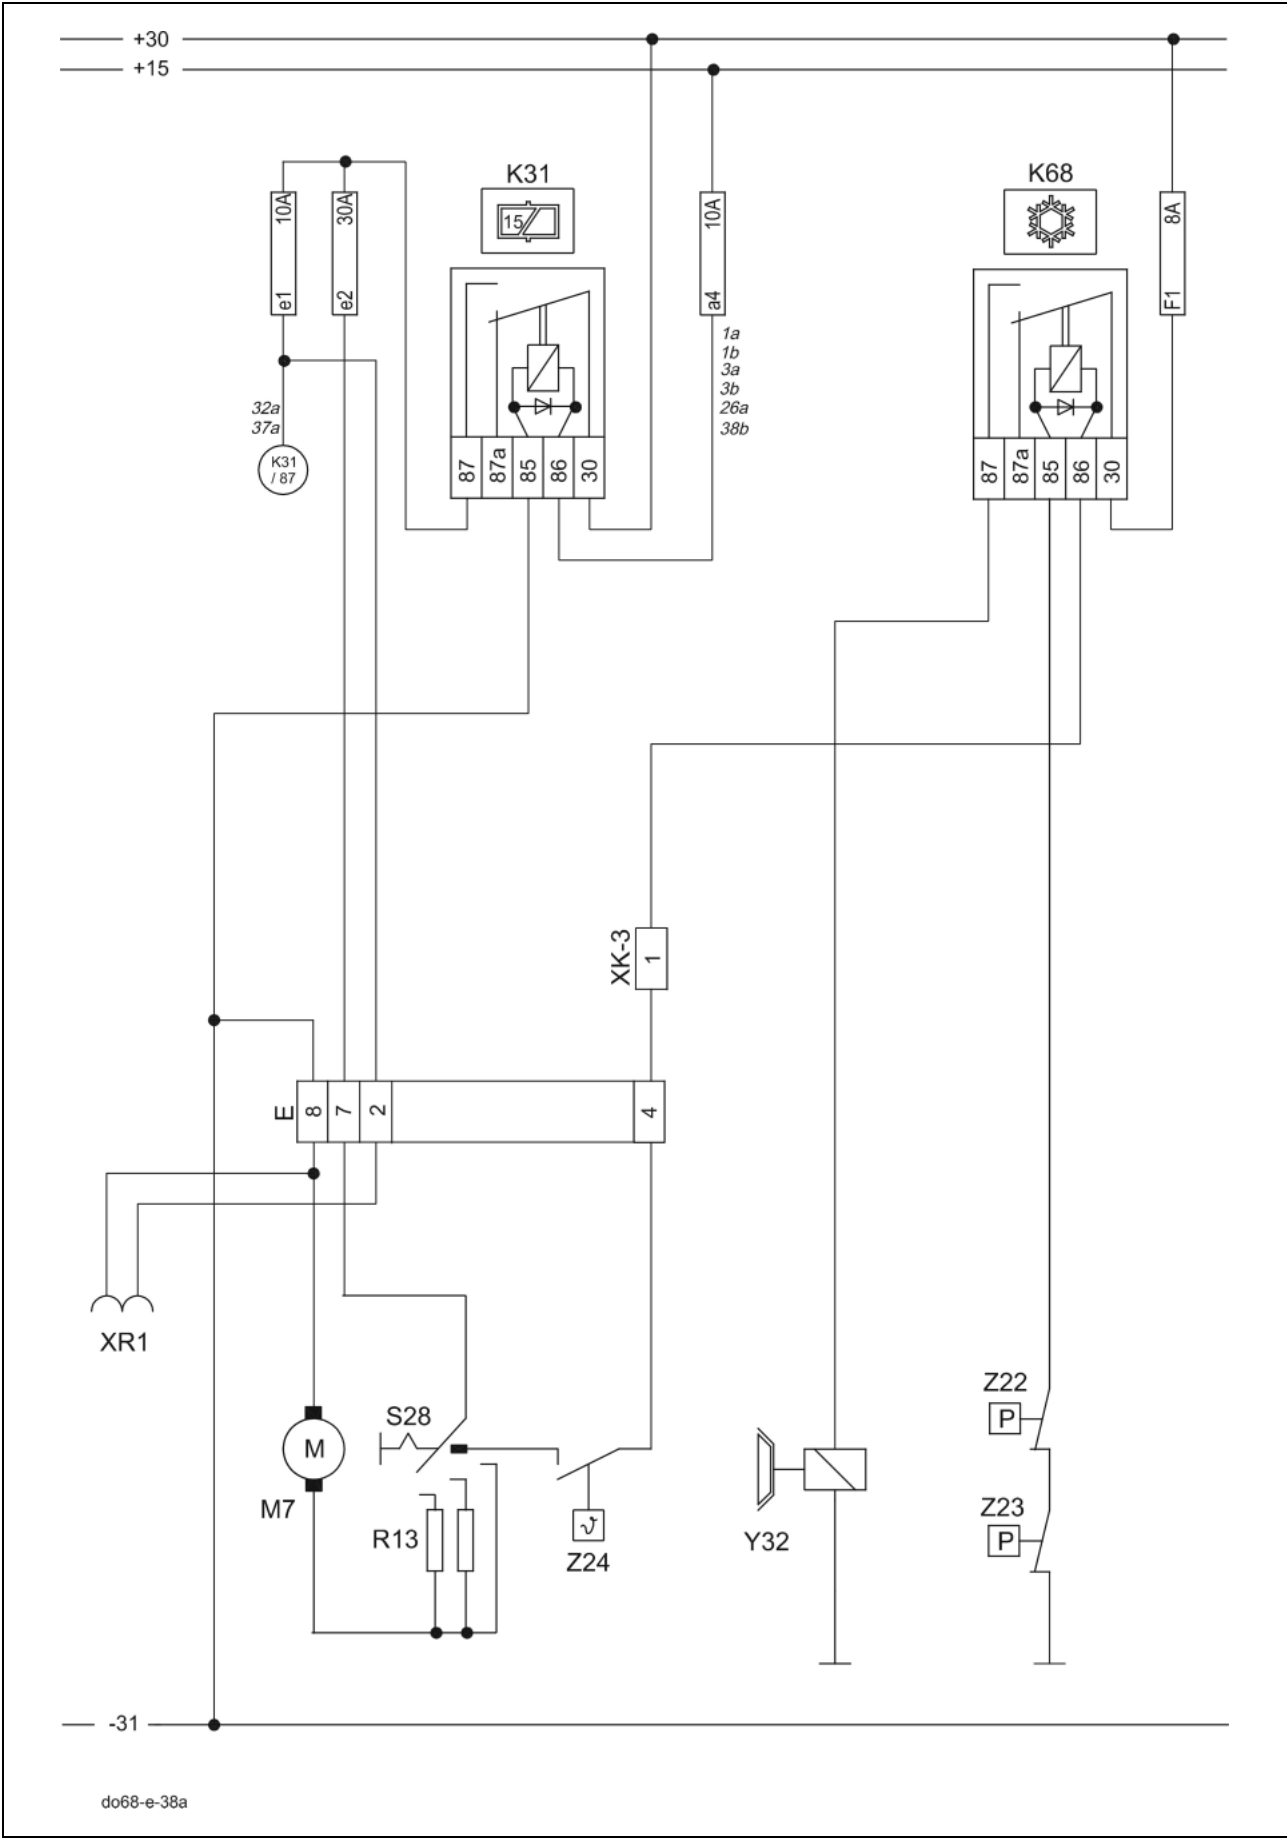 +30
+15
K31
K68
10A
e1
30A
e2
15
10A
a4
8A
F1
1a
1b
3a
3b
26a
38b
32a
37a
K31
/ 87
87
87a
85
86
30
87
87a
85
86
30
XK-3
1
E
8
7
2
4
XR1
M
M7
S28
R13
ϑ
Z24
Y32
Z22
P
Z23
P
-31
do68-e-38a